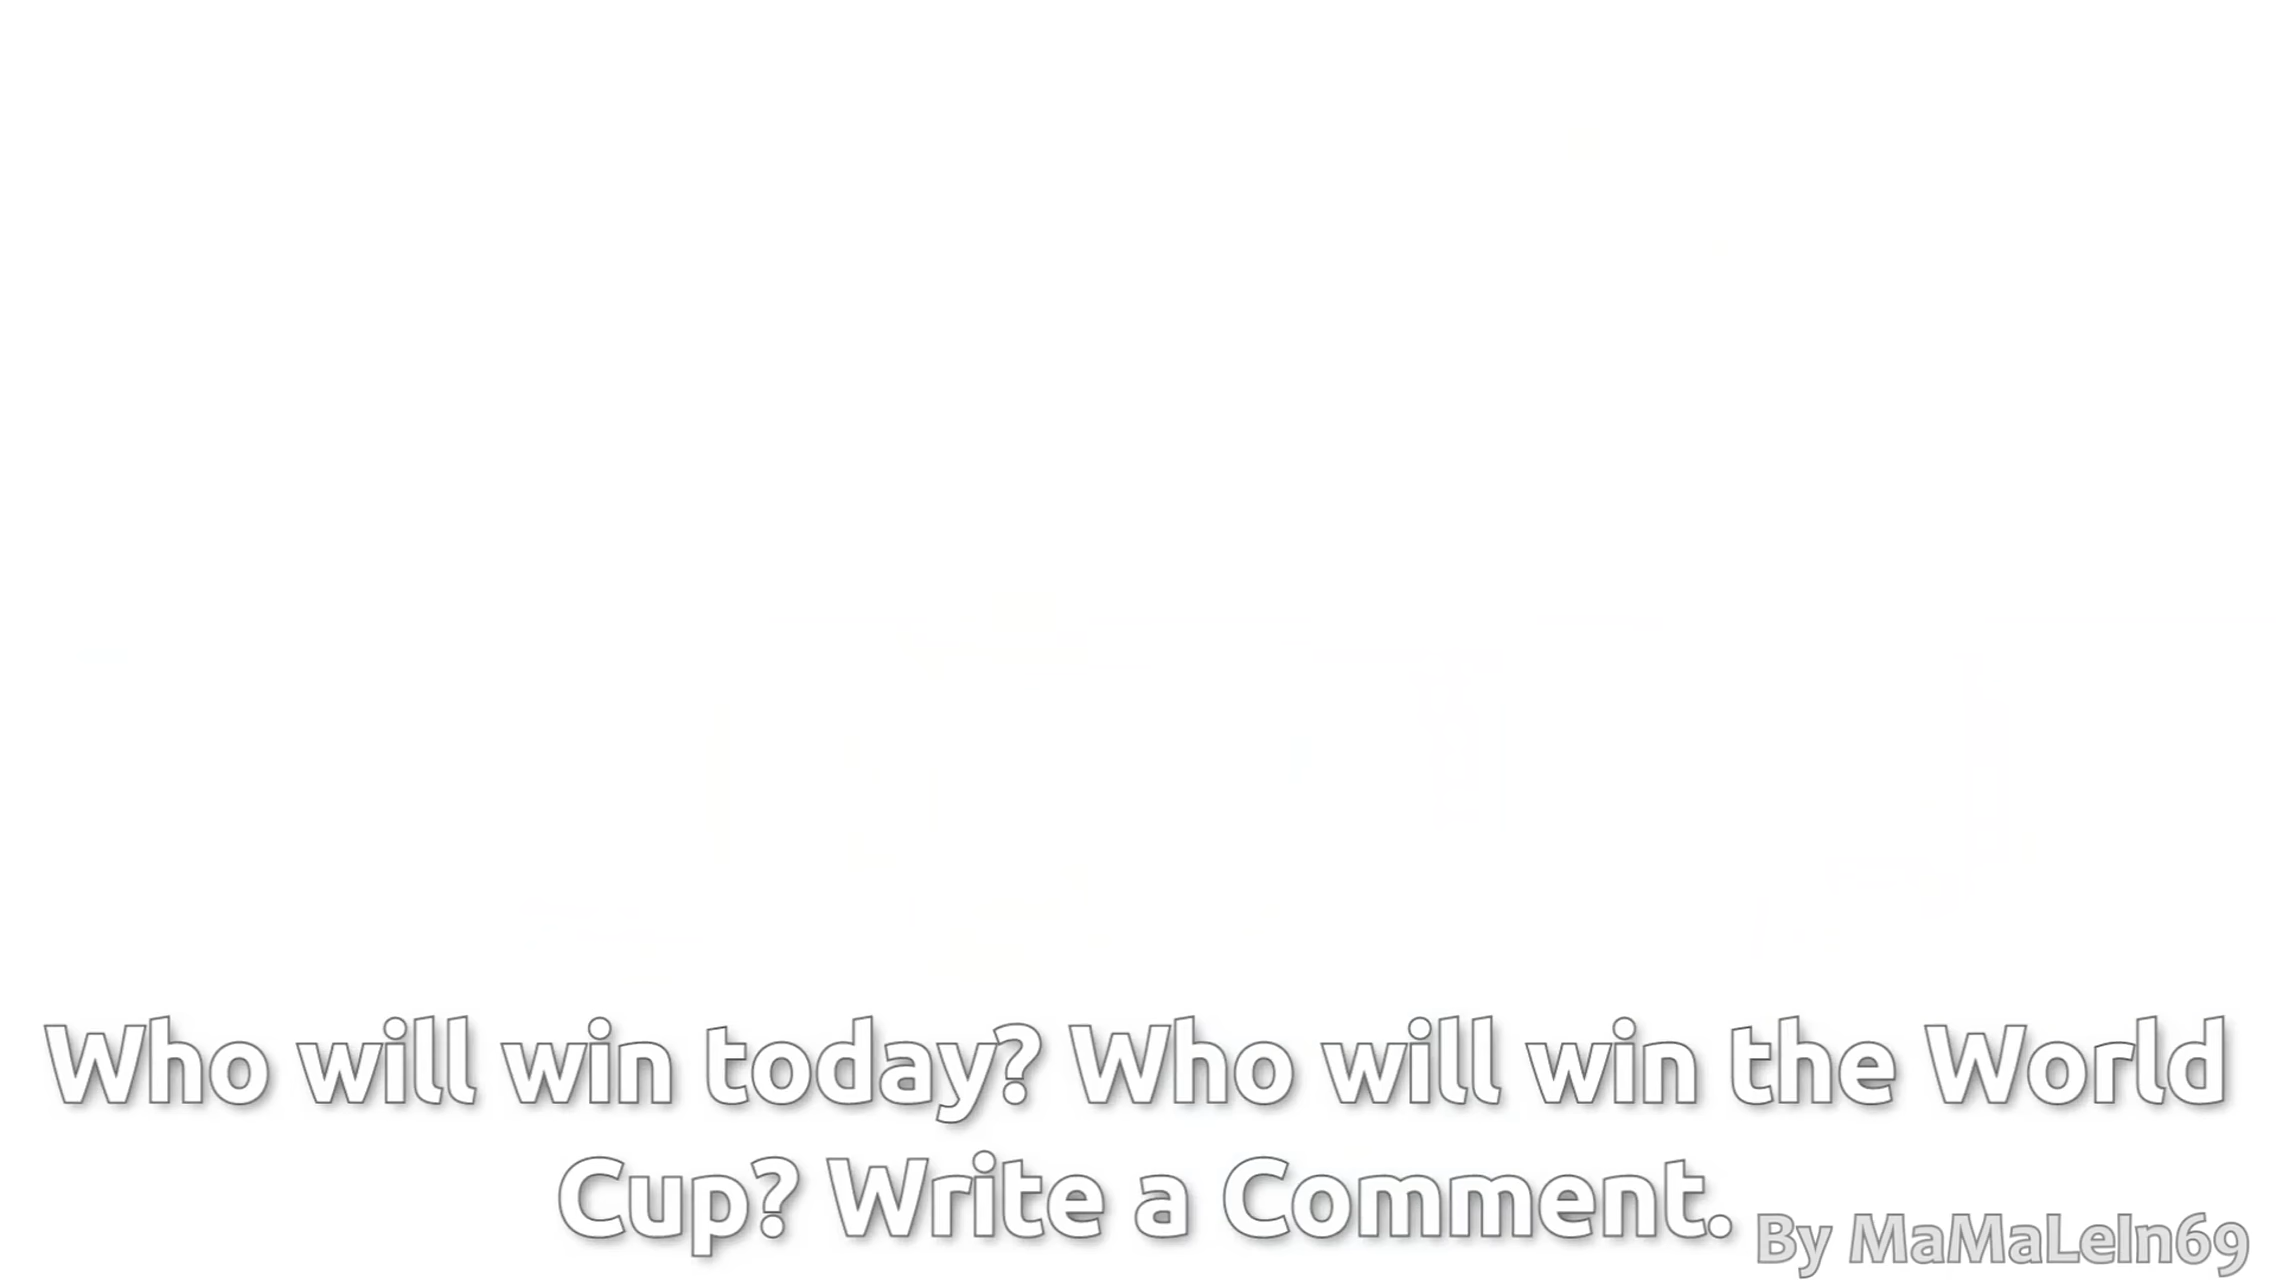 Who will win today? Who will win the World
Cup? Write a Comment.
By MaMaLeIn69